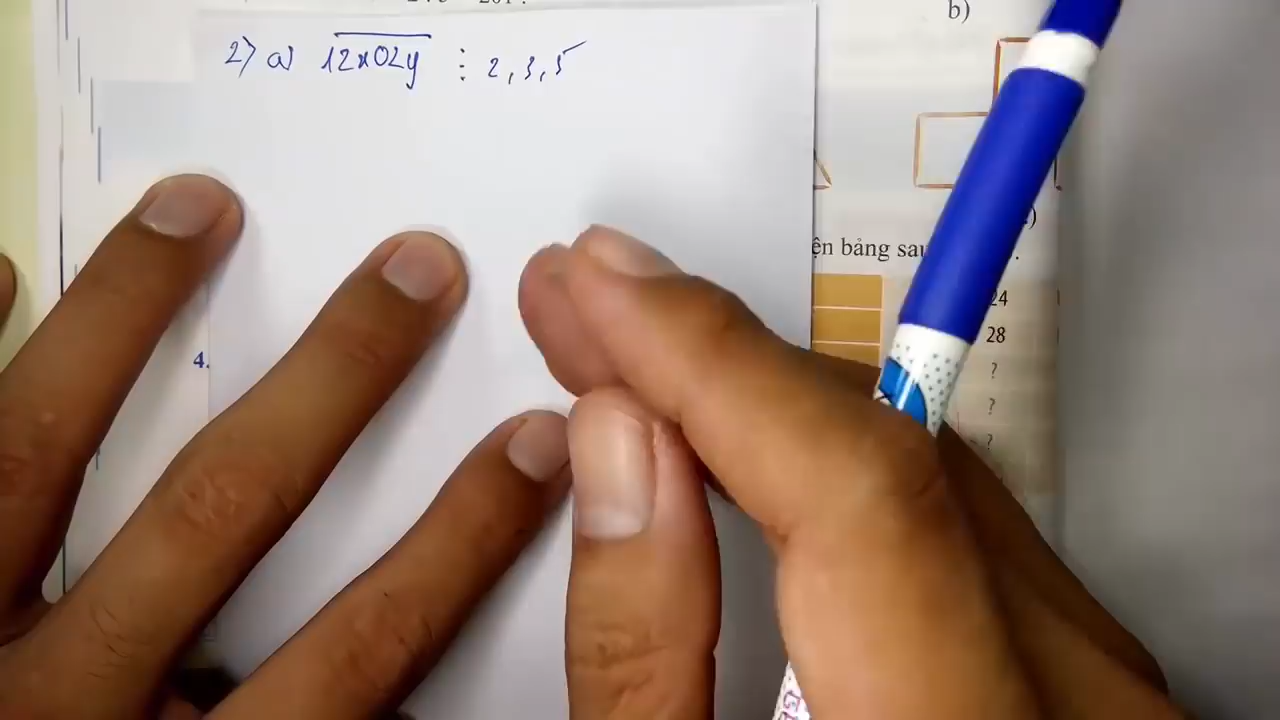 b)
2) a) 12x02y ⋮ 2, 3, 5
ện bảng sau
24
28
?
?
?
4.